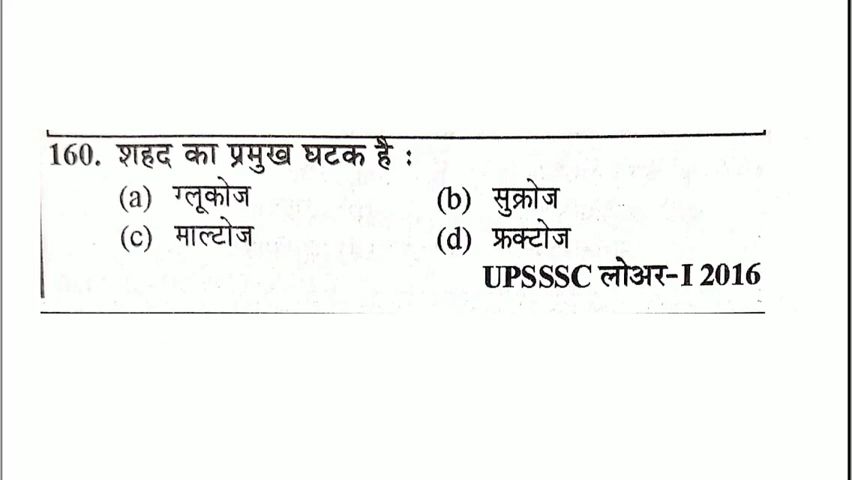 160. शहद का प्रमुख घटक है :
(a) ग्लूकोज (b) सुक्रोज
(c) माल्टोज (d) फ्रक्टोज
UPSSSC लोअर-I 2016